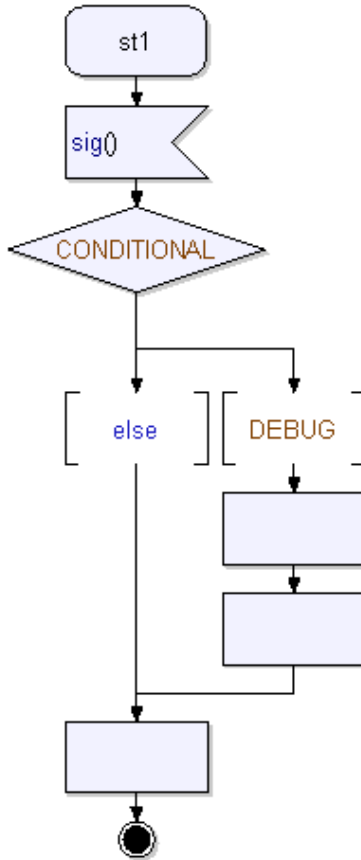 st1
sig()
CONDITIONAL
else
DEBUG